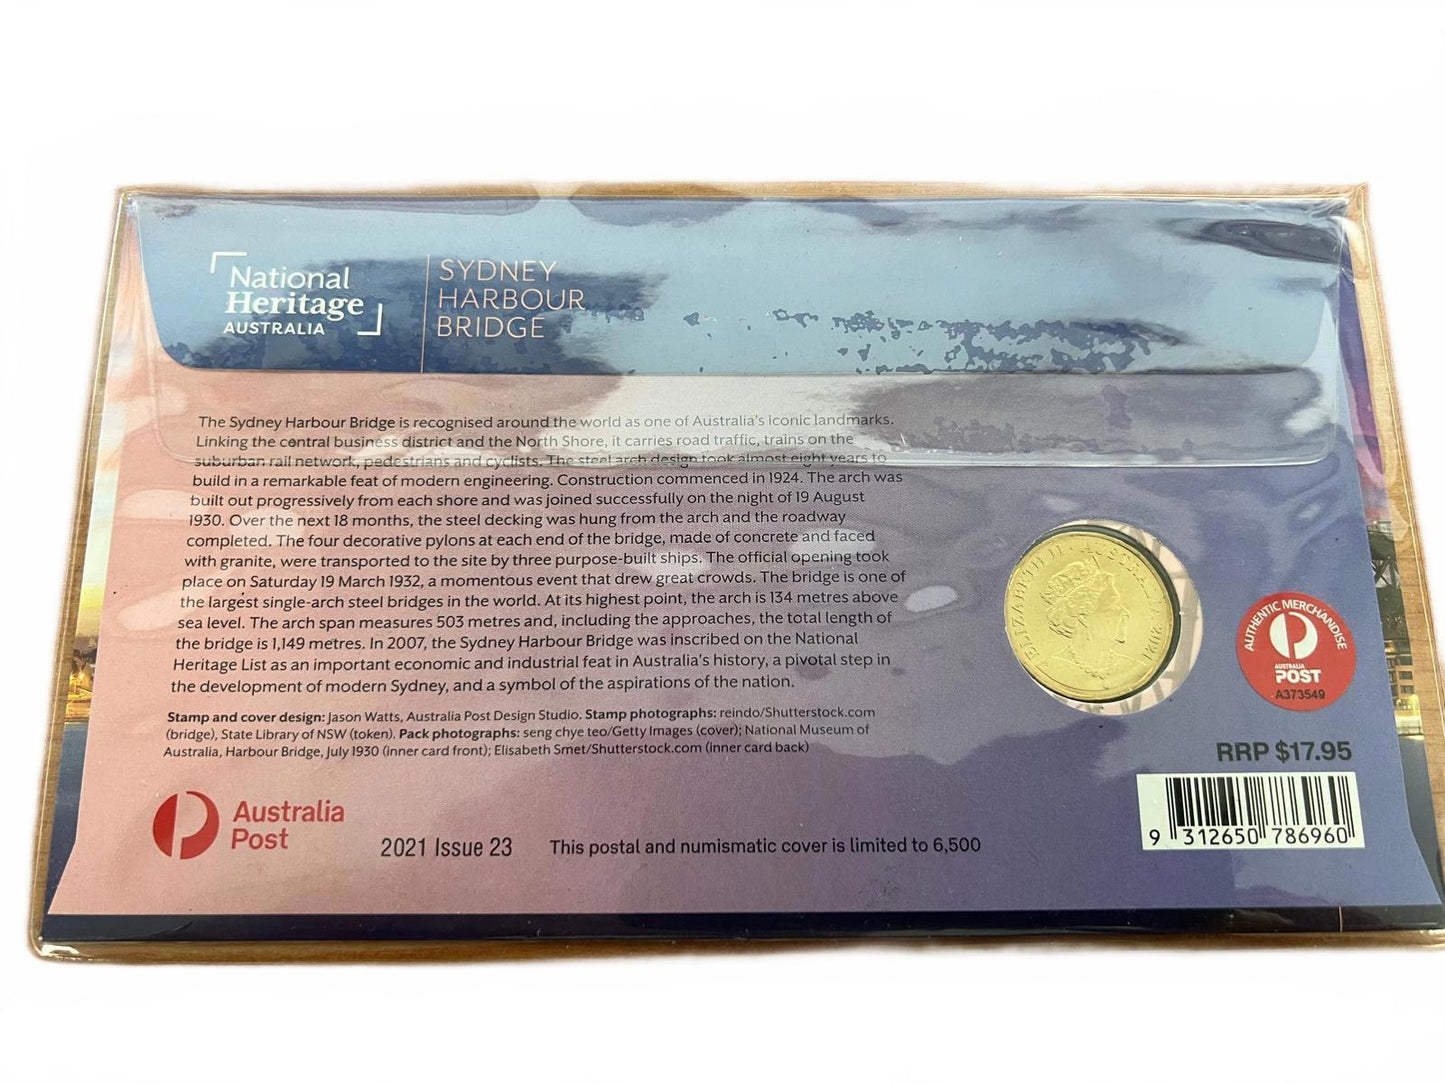 National
Heritage
AUSTRALIA
SYDNEY
HARBOUR
BRIDGE
The Sydney Harbour Bridge is recognised around the world as one of Australia's iconic landmarks.
Linking the central business district and the North Shore, it carries road traffic, trains on the
suburban rail network, pedestrians and cyclists. The steel arch design took almost eight years to
build in a remarkable feat of modern engineering. Construction commenced in 1924. The arch was
built out progressively from each shore and was joined successfully on the night of 19 August
1930. Over the next 18 months, the steel decking was hung from the arch and the roadway
completed. The four decorative pylons at each end of the bridge, made of concrete and faced
with granite, were transported to the site by three purpose-built ships. The official opening took
place on Saturday 19 March 1932, a momentous event that drew great crowds. The bridge is one of
the largest single-arch steel bridges in the world. At its highest point, the arch is 134 metres above
sea level. The arch span measures 503 metres and, including the approaches, the total length of
the bridge is 1,149 metres. In 2007, the Sydney Harbour Bridge was inscribed on the National
Heritage List as an important economic and industrial feat in Australia's history, a pivotal step in
the development of modern Sydney, and a symbol of the aspirations of the nation.
Stamp and cover design: Jason Watts, Australia Post Design Studio. Stamp photographs: reindo/Shutterstock.com
(bridge), State Library of NSW (token). Pack photographs: seng chye teo/Getty Images (cover); National Museum of
Australia, Harbour Bridge, July 1930 (inner card front); Elisabeth Smet/Shutterstock.com (inner card back)
ELIZABETH II · AUSTRALIA · 2021
AUTHENTIC MERCHANDISE
AUSTRALIA
POST
A373549
RRP $17.95
9 312650 786960
Australia
Post
2021 Issue 23
This postal and numismatic cover is limited to 6,500